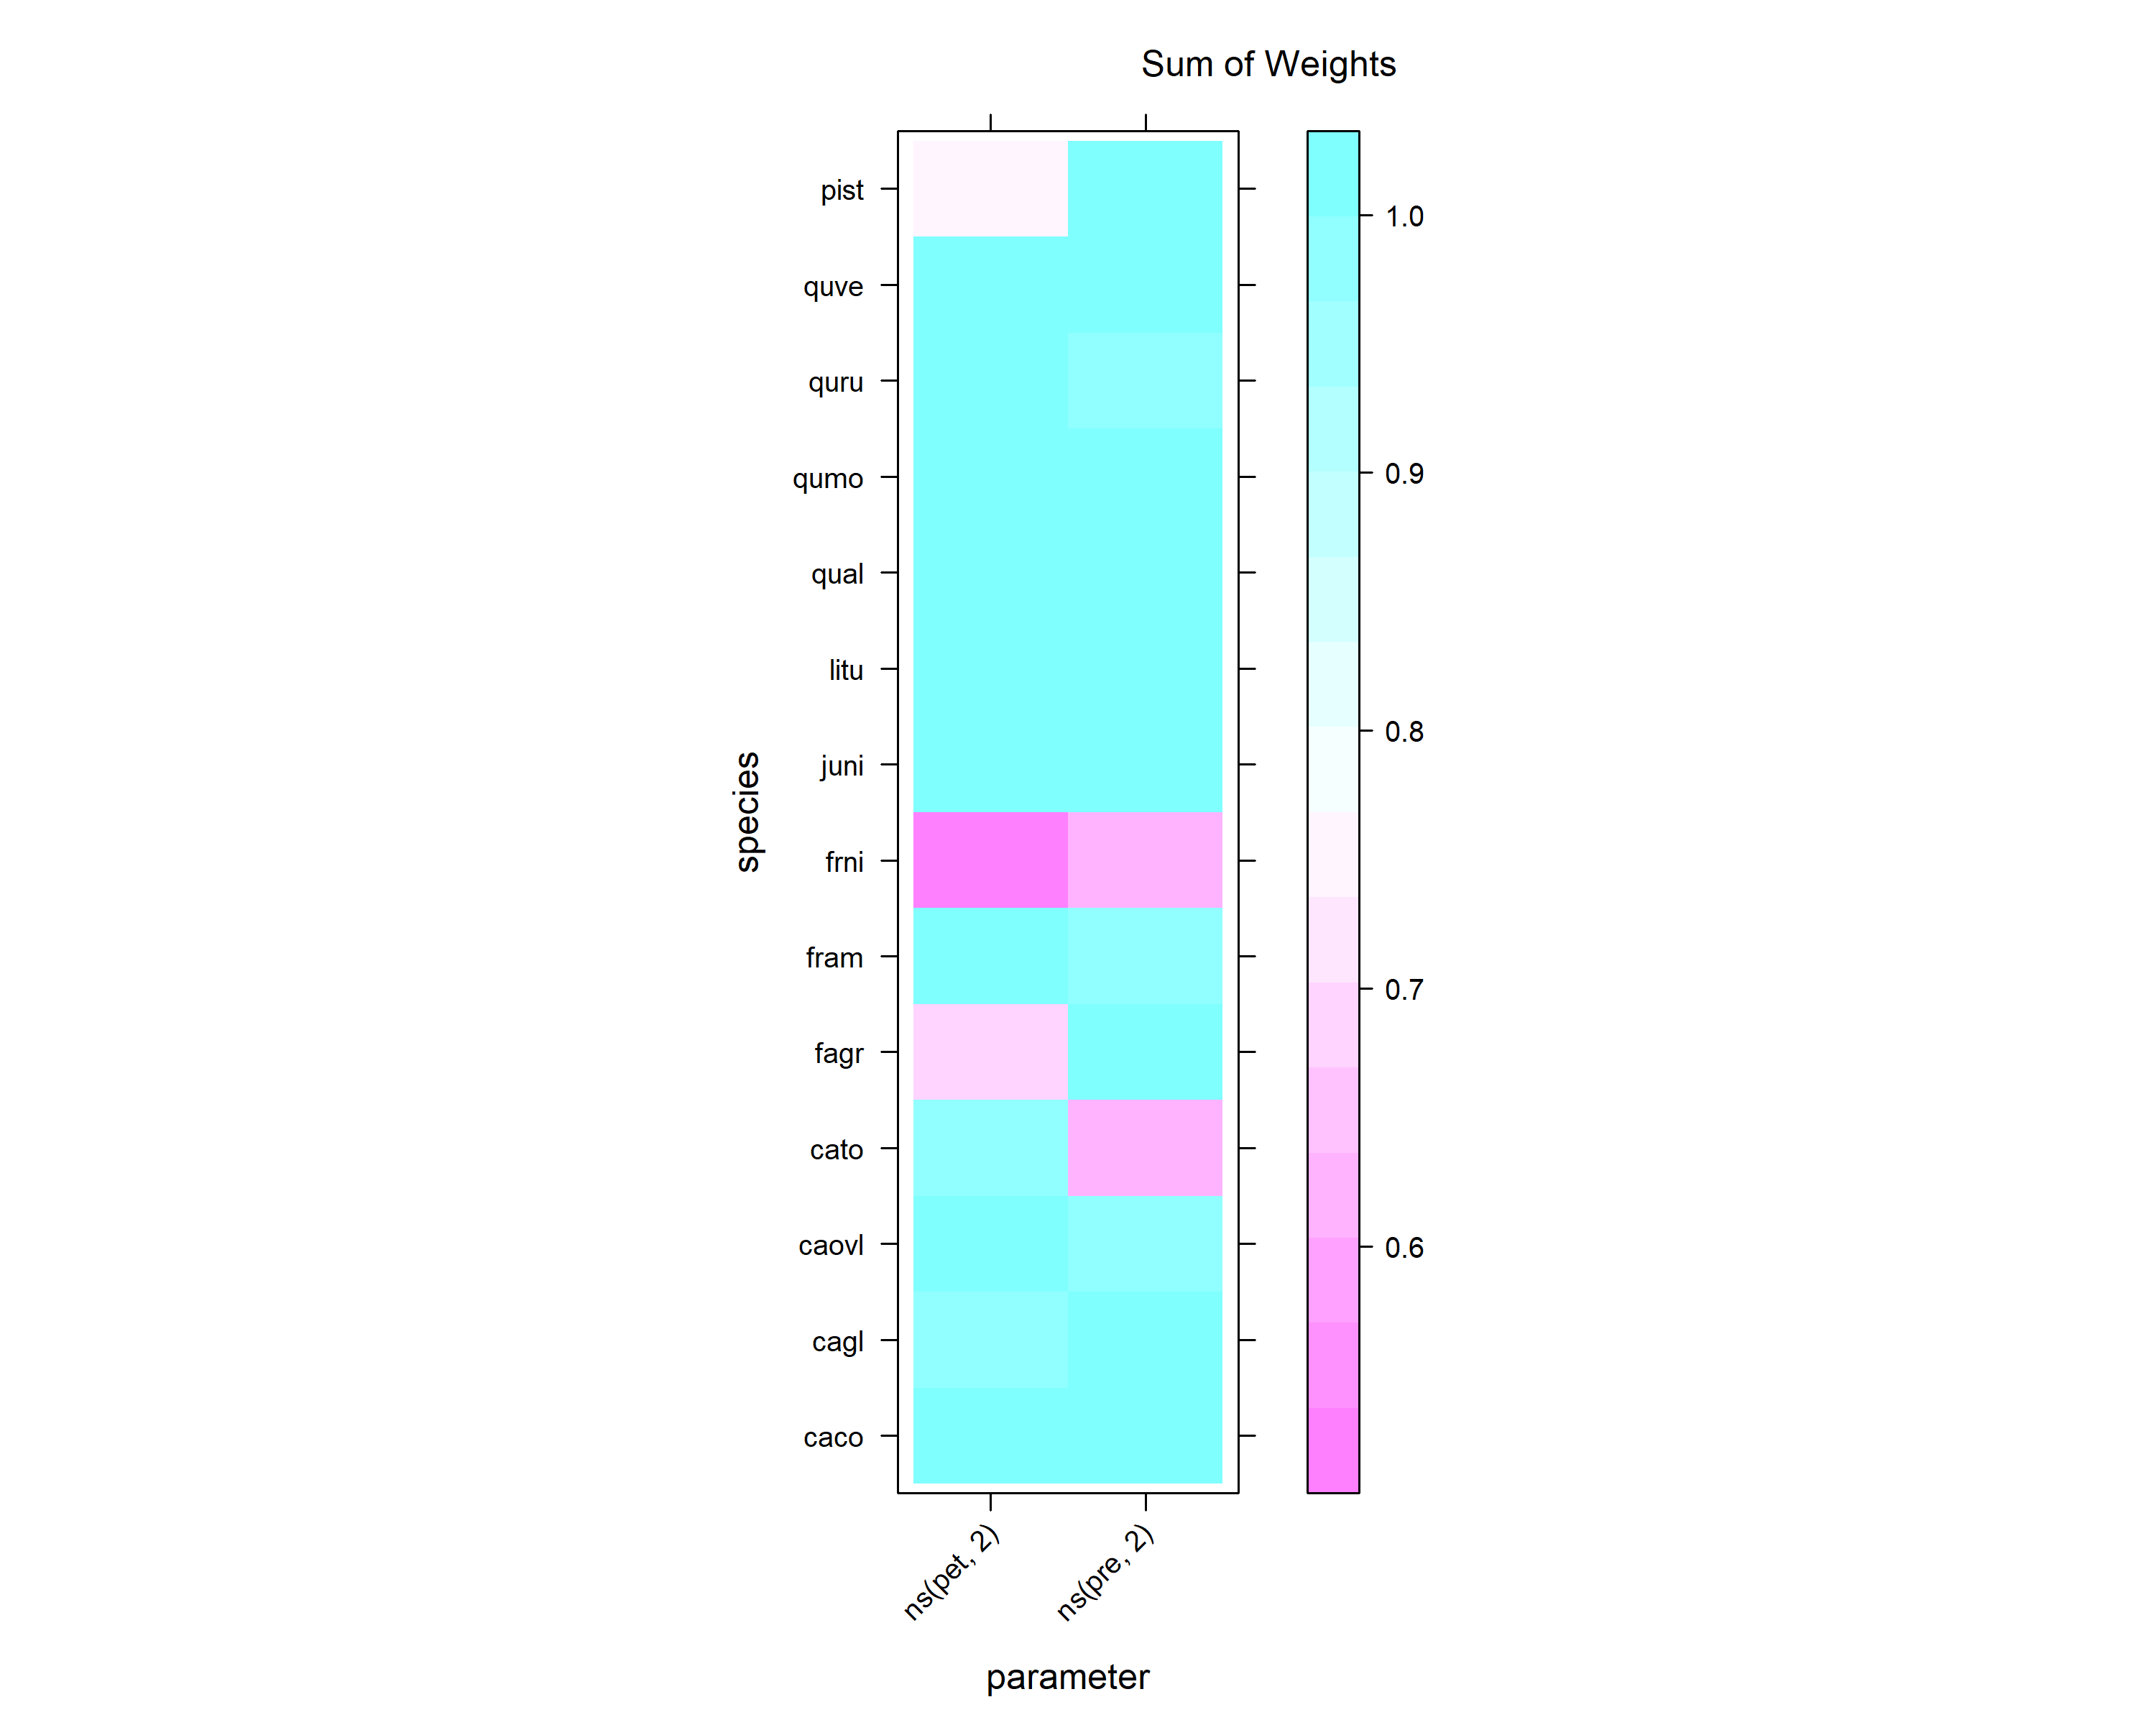 Sum of Weights
pist
quve
quru
qumo
qual
litu
juni
frni
fram
fagr
cato
caovl
cagl
caco
species
1.0
0.9
0.8
0.7
0.6
ns(pet, 2)
ns(pre, 2)
parameter